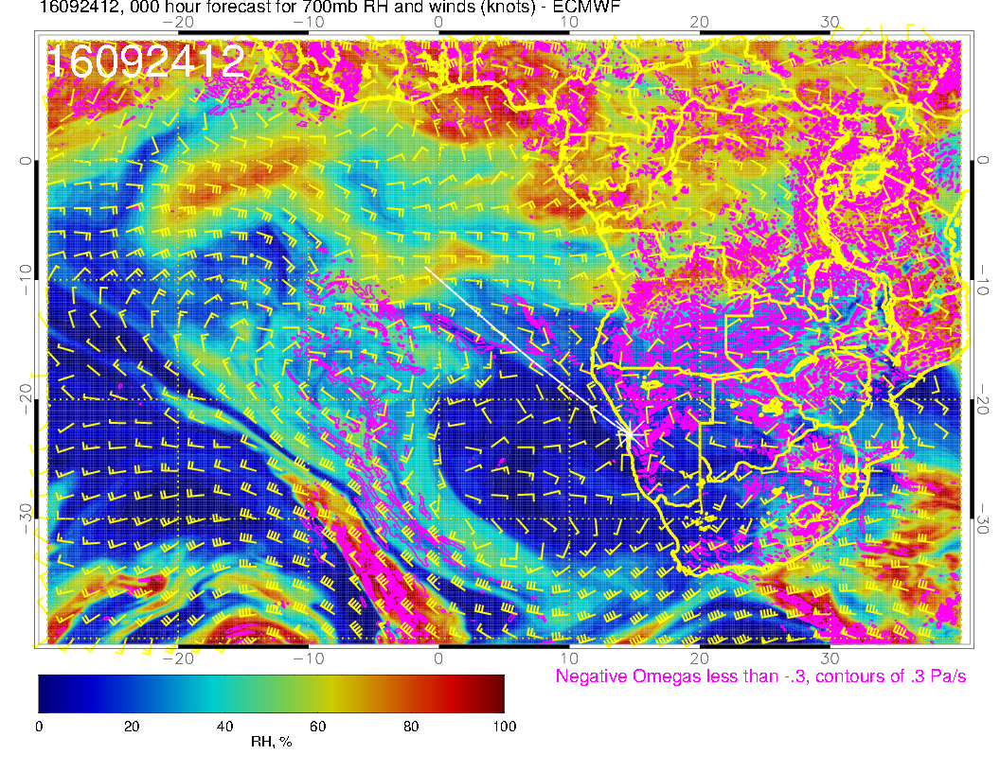 16092412, 000 hour forecast for 700mb RH and winds (knots) - ECMWF
-20 -10 0 10 20 30
16092412
0 0
-10 -10
-20 -20
-30 -30
-20 -10 0 10 20 30
Negative Omegas less than -.3, contours of .3 Pa/s
0 20 40 60 80 100
RH, %